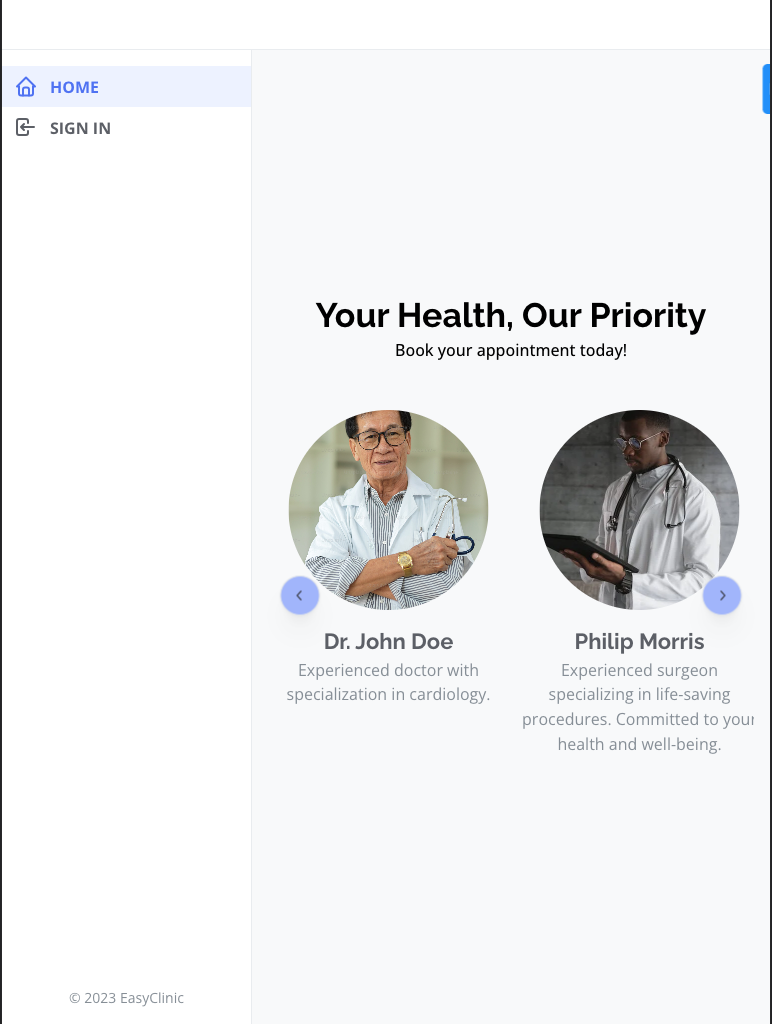 HOME
SIGN IN
Your Health, Our Priority
Book your appointment today!
Dr. John Doe
Experienced doctor with
specialization in cardiology.
Philip Morris
Experienced surgeon
specializing in life-saving
procedures. Committed to your
health and well-being.
© 2023 EasyClinic